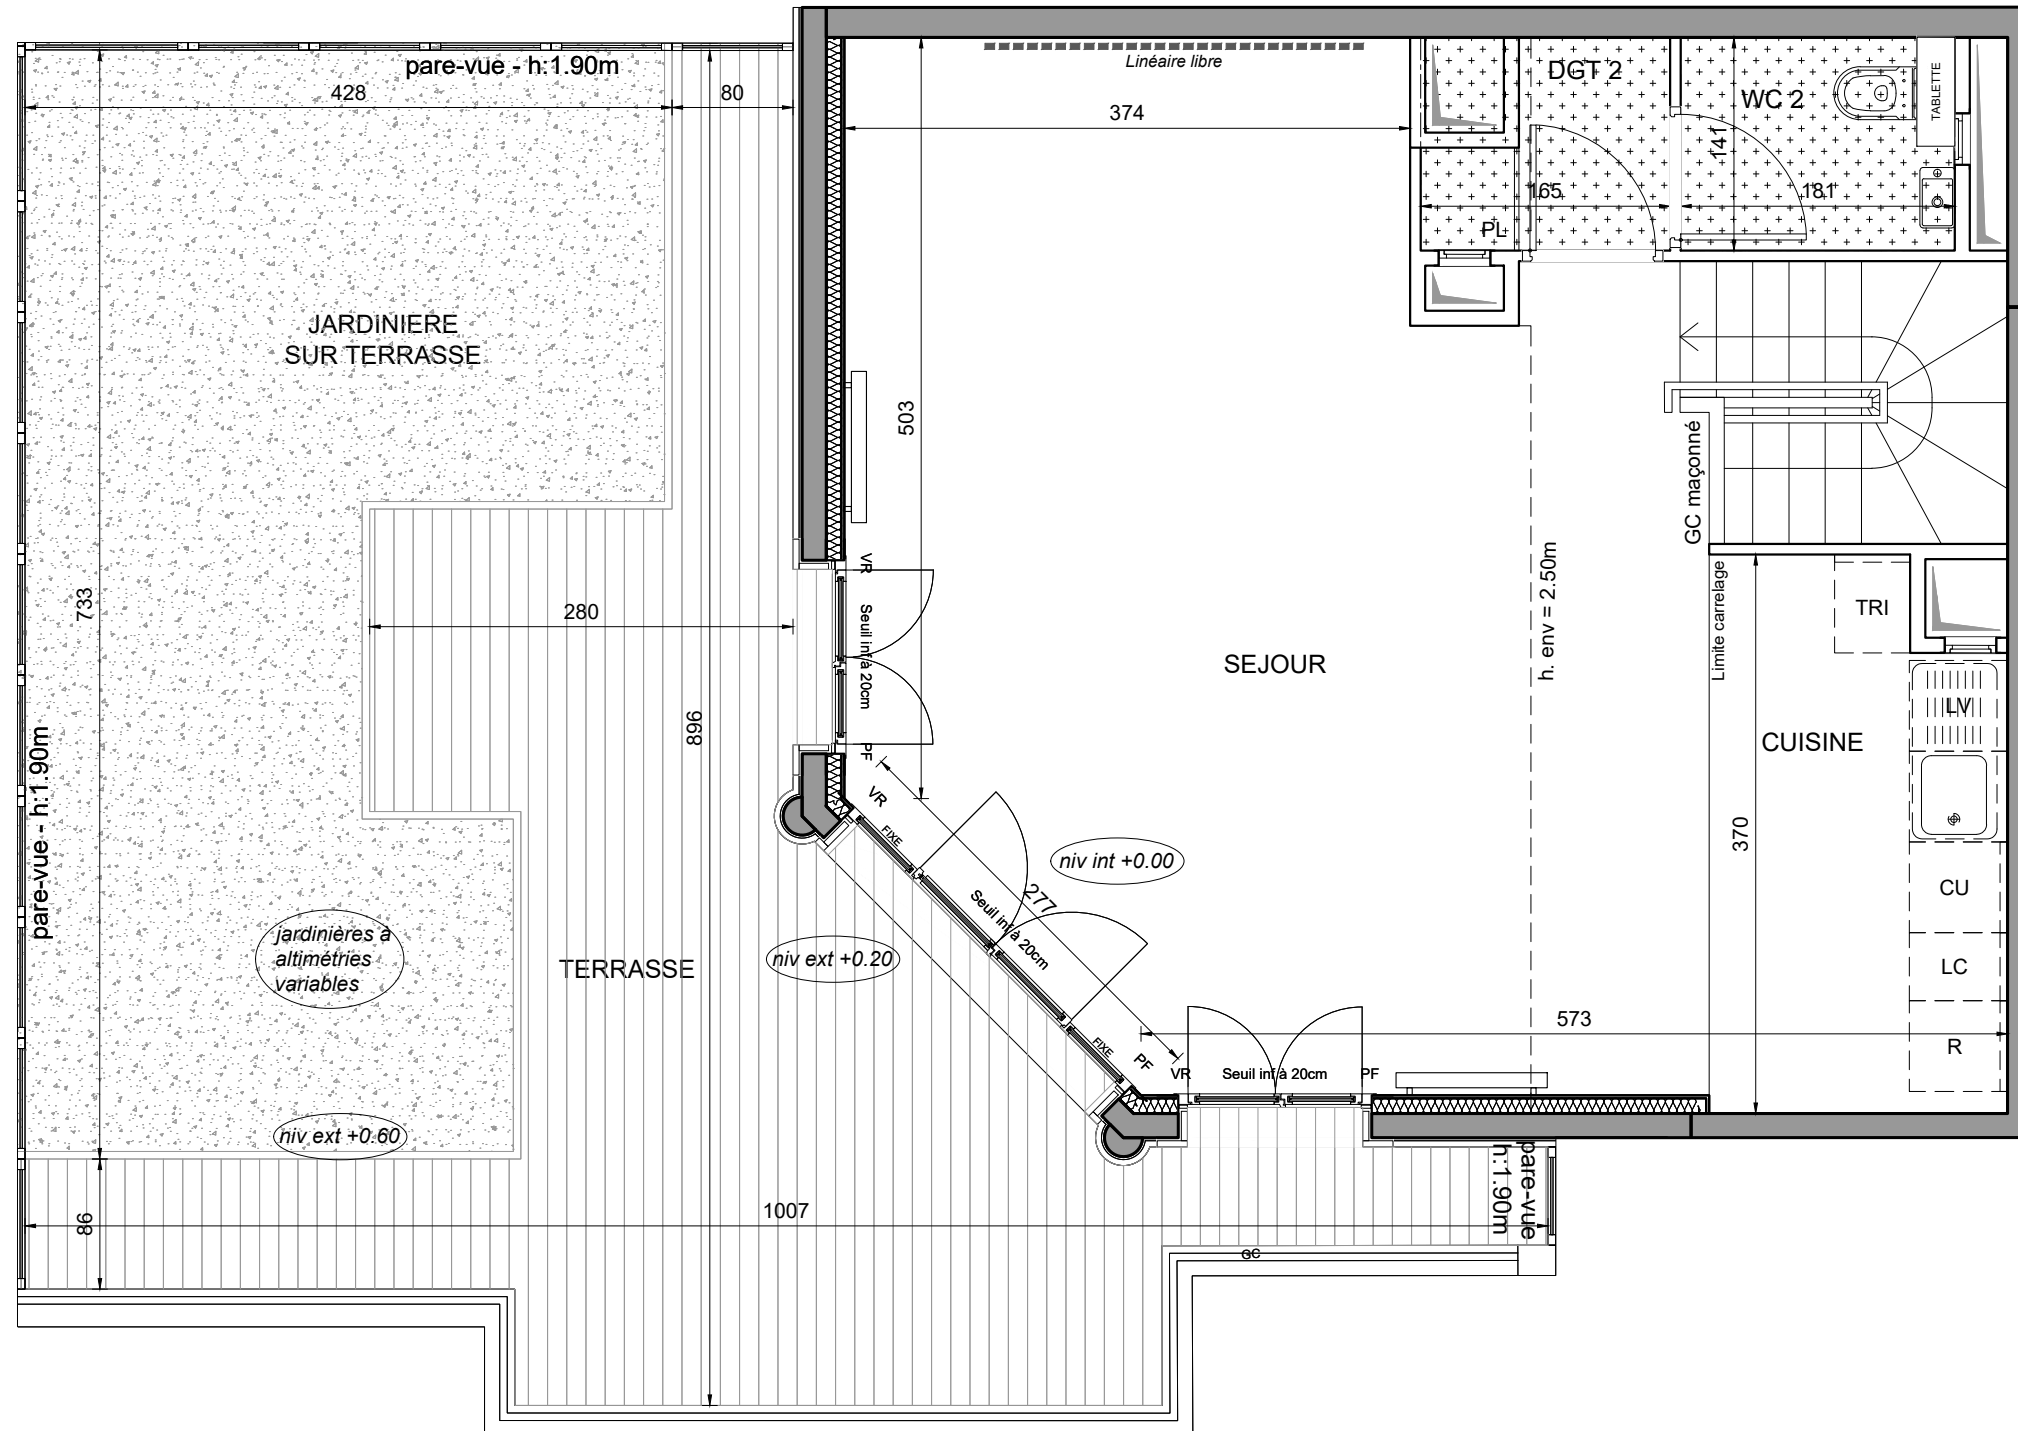 pare-vue - h:1.90m
428
80
Linéaire libre
374
DGT 2
WC 2
TABLETTE
141
165
181
PL
JARDINIERE
SUR TERRASSE
503
GC maçonné
h. env = 2.50m
Limite carrelage
TRI
VR
Seuil inf à 20cm
PF
733
280
896
SEJOUR
CUISINE
LV
370
pare-vue - h:1.90m
VR
FIXE
277
Seuil inf à 20cm
FIXE
PF
niv int +0.00
CU
LC
R
jardinières à
altimétries
variables
TERRASSE
niv ext +0.20
573
VR
Seuil inf à 20cm
PF
niv ext +0.60
pare-vue
h:1.90m
86
1007
GC